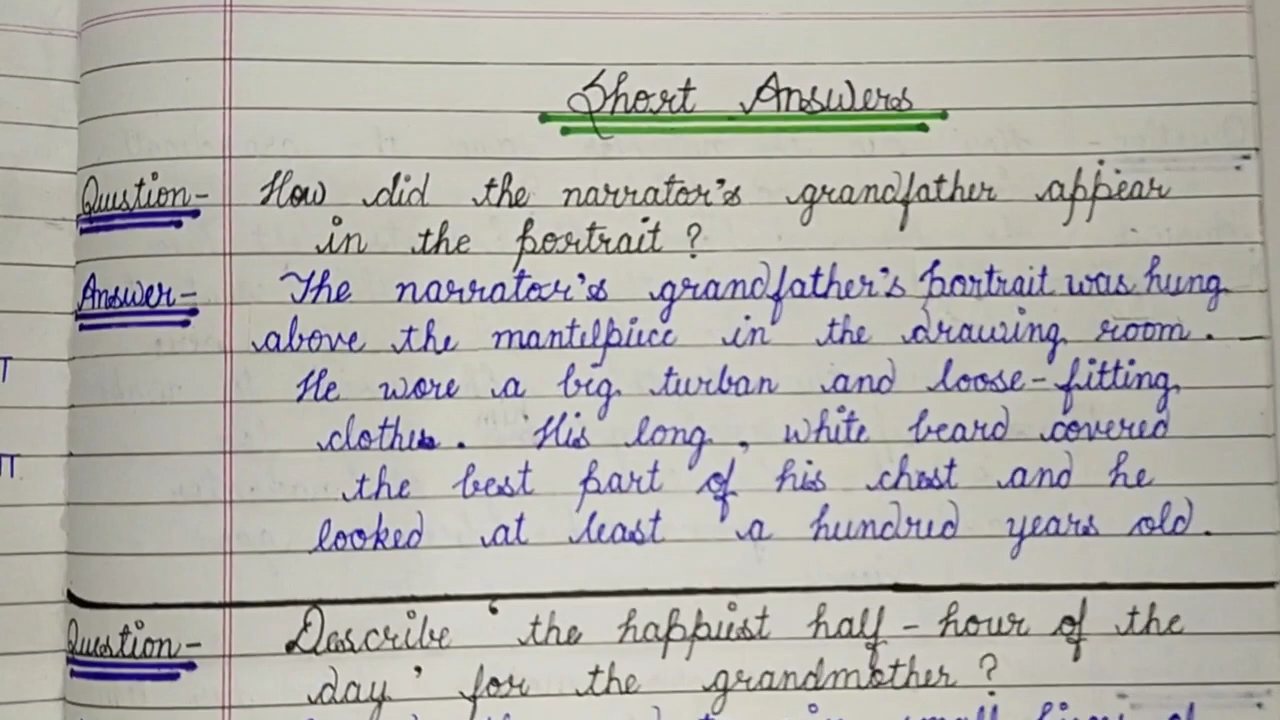 Short Answers
Question- How did the narrator's grandfather appear
in the portrait ?
Answer- The narrator's grandfather's portrait was hung
above the mantelpiece in the drawing room.
He wore a big turban and loose-fitting
clothes. His long, white beard covered
the best part of his chest and he
looked at least a hundred years old.
Question- Describe 'the happiest half-hour of the
day' for the grandmother ?